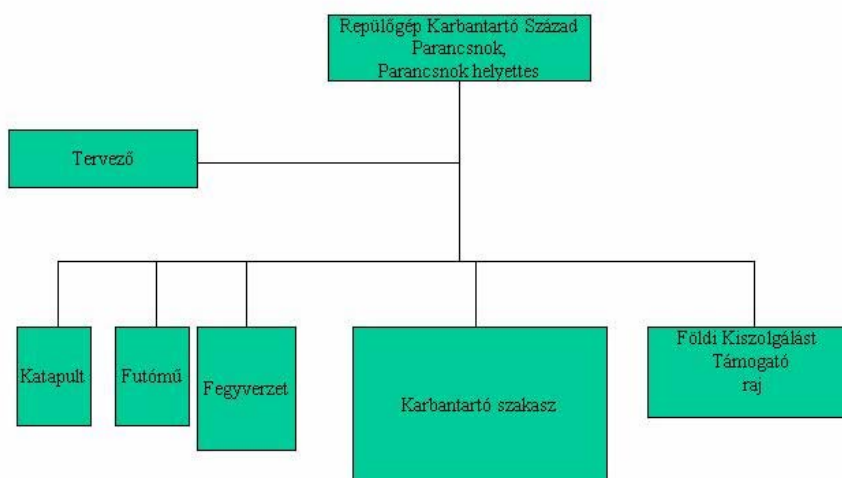 Repülőgép Karbantartó Század
Parancsnok,
Parancsnok helyettes
Tervező
Katapult
Futómű
Fegyverzet
Karbantartó szakasz
Földi Kiszolgálást
Támogató
raj